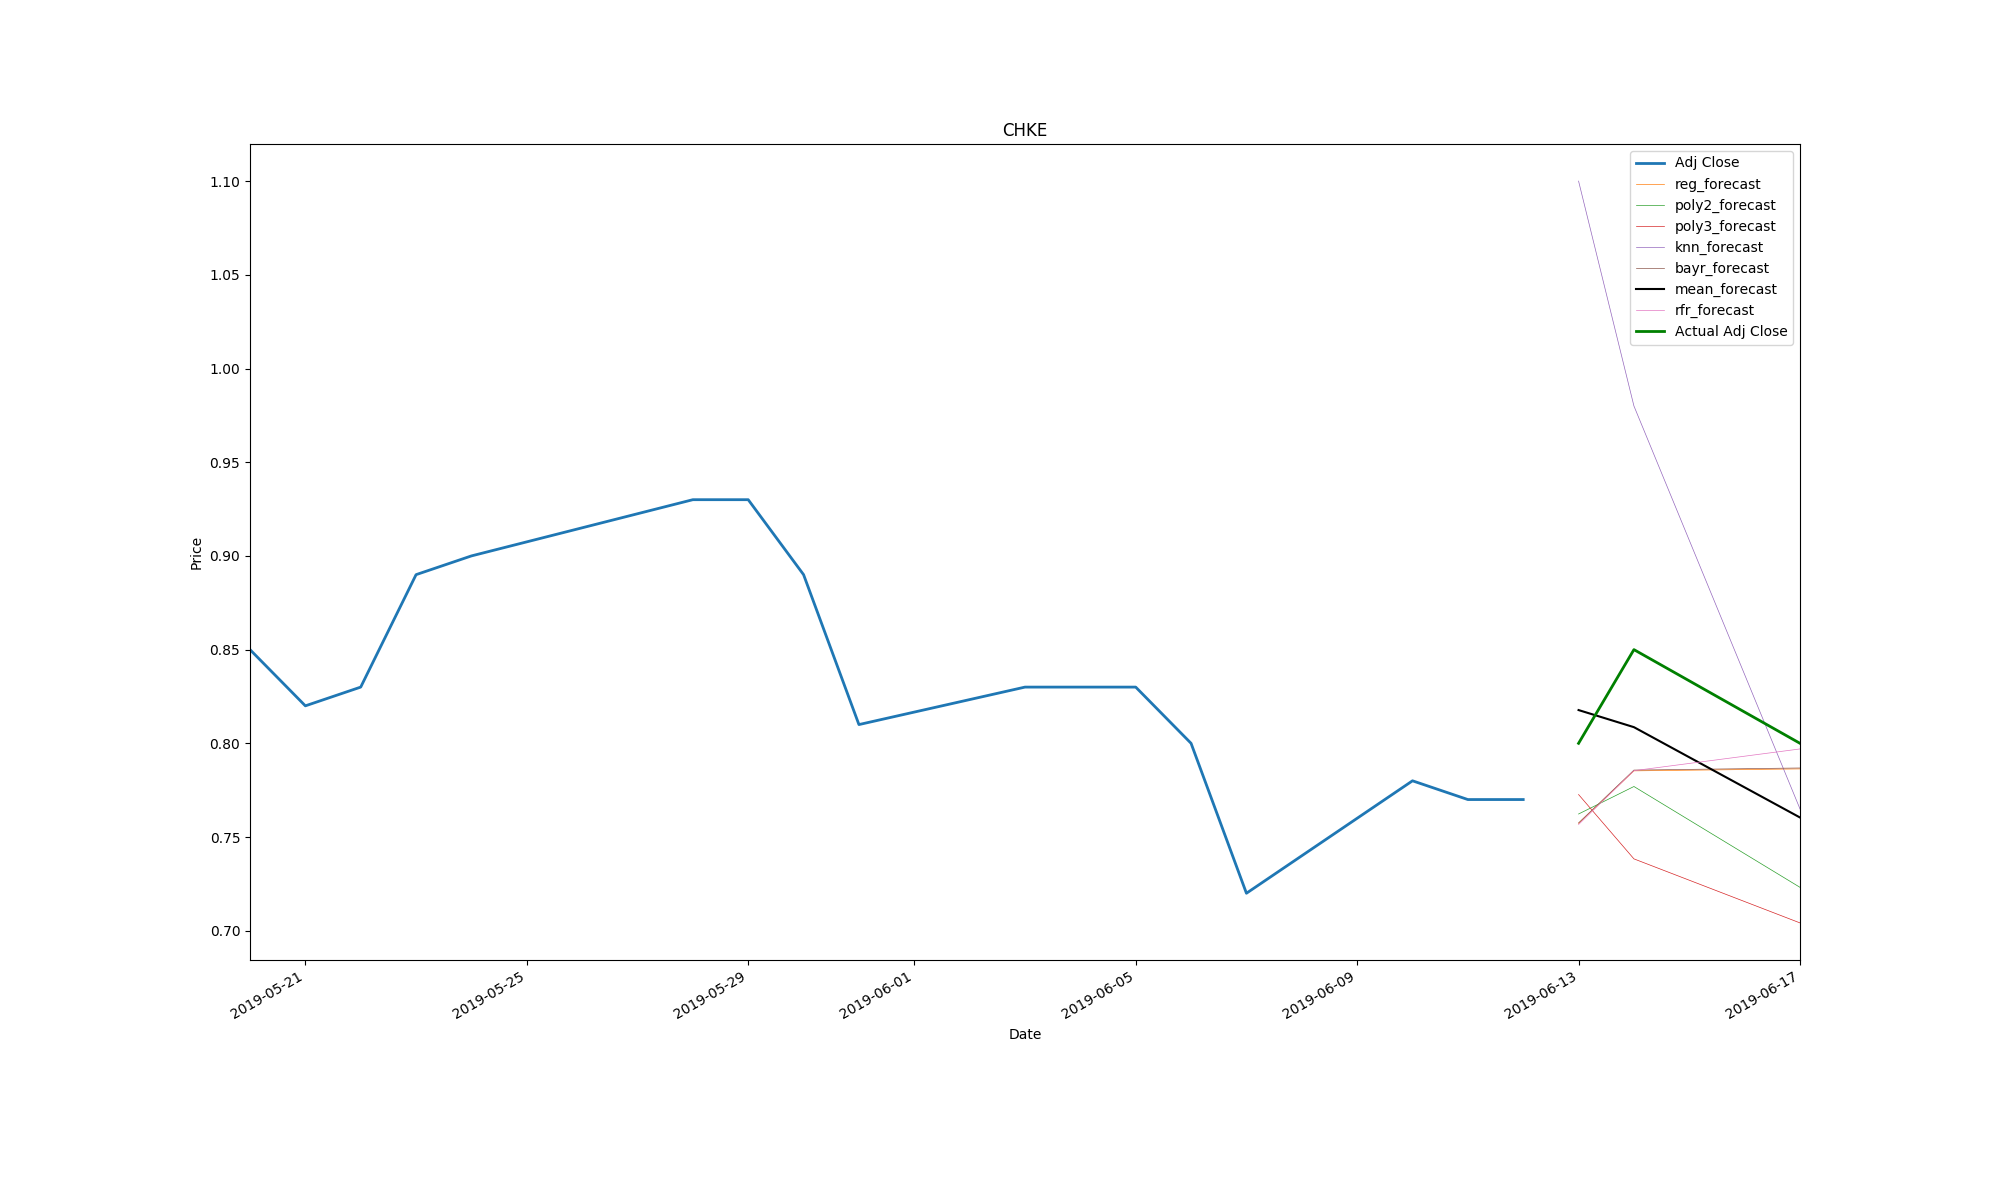 CHKE
Adj Close
reg_forecast
poly2_forecast
poly3_forecast
knn_forecast
bayr_forecast
mean_forecast
rfr_forecast
Actual Adj Close
1.10
1.05
1.00
0.95
0.90
0.85
0.80
0.75
0.70
Price
2019-05-21
2019-05-25
2019-05-29
2019-06-01
2019-06-05
2019-06-09
2019-06-13
2019-06-17
Date